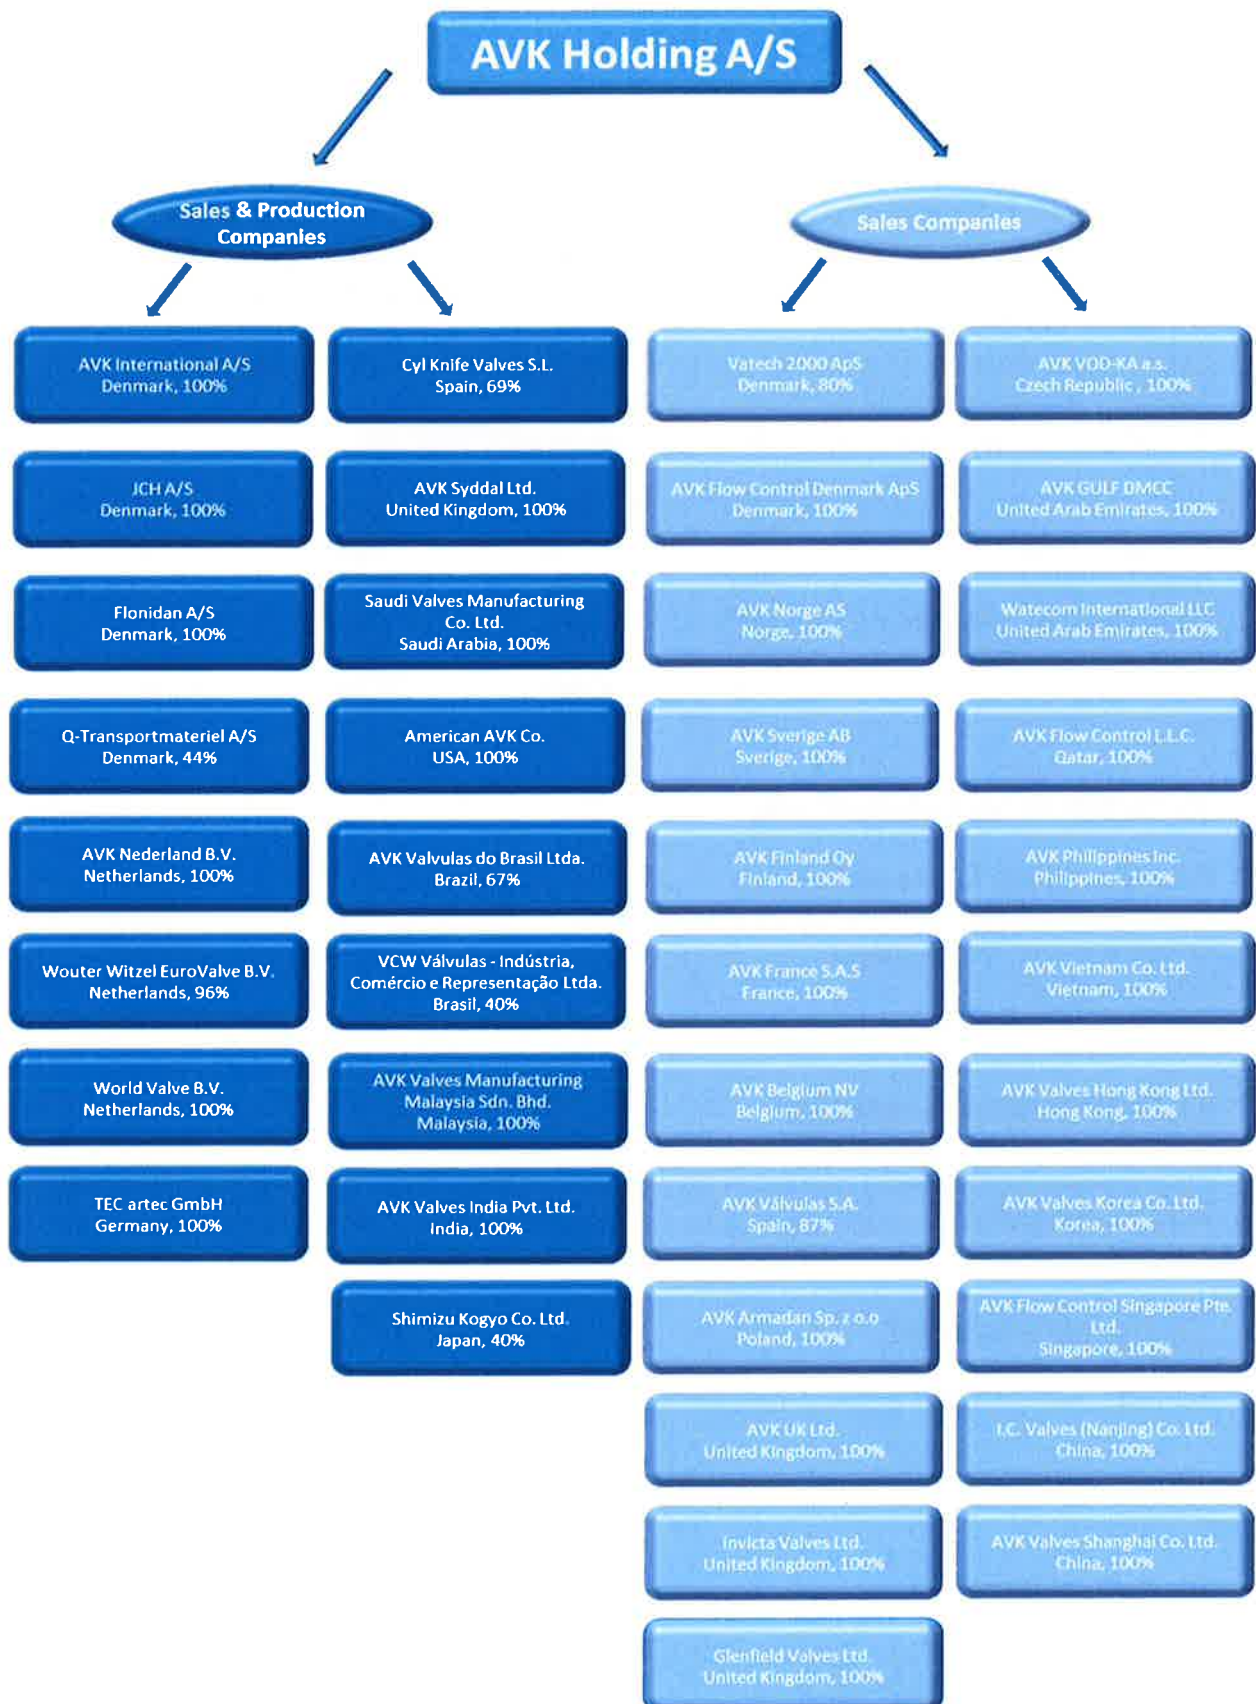 AVK Holding A/S
Sales & Production
Companies
Sales Companies
AVK International A/S
Denmark, 100%
JCH A/S
Denmark, 100%
Flonidan A/S
Denmark, 100%
Q-Transportmateriel A/S
Denmark, 44%
AVK Nederland B.V.
Netherlands, 100%
Wouter Witzel EuroValve B.V.
Netherlands, 96%
World Valve B.V.
Netherlands, 100%
TEC artec GmbH
Germany, 100%
Cyl Knife Valves S.L.
Spain, 69%
AVK Syddal Ltd.
United Kingdom, 100%
Saudi Valves Manufacturing
Co. Ltd.
Saudi Arabia, 100%
American AVK Co.
USA, 100%
AVK Valvulas do Brasil Ltda.
Brazil, 67%
VCW Válvulas - Indústria,
Comércio e Representação Ltda.
Brasil, 40%
AVK Valves Manufacturing
Malaysia Sdn. Bhd.
Malaysia, 100%
AVK Valves India Pvt. Ltd.
India, 100%
Shimizu Kogyo Co. Ltd.
Japan, 40%
Vatech 2000 ApS
Denmark, 80%
AVK Flow Control Denmark ApS
Denmark, 100%
AVK Norge AS
Norge, 100%
AVK Sverige AB
Sverige, 100%
AVK Finland Oy
Finland, 100%
AVK France S.A.S
France, 100%
AVK Belgium NV
Belgium, 100%
AVK Válvulas S.A.
Spain, 87%
AVK Armadan Sp. z o.o
Poland, 100%
AVK UK Ltd.
United Kingdom, 100%
Invicta Valves Ltd.
United Kingdom, 100%
Glenfield Valves Ltd.
United Kingdom, 100%
AVK VOD-KA a.s.
Czech Republic , 100%
AVK GULF DMCC
United Arab Emirates, 100%
Watecom International LLC
United Arab Emirates, 100%
AVK Flow Control L.L.C.
Qatar, 100%
AVK Philippines Inc.
Philippines, 100%
AVK Vietnam Co. Ltd.
Vietnam, 100%
AVK Valves Hong Kong Ltd.
Hong Kong, 100%
AVK Valves Korea Co. Ltd.
Korea, 100%
AVK Flow Control Singapore Pte.
Ltd.
Singapore, 100%
I.C. Valves (Nanjing) Co. Ltd.
China, 100%
AVK Valves Shanghai Co. Ltd.
China, 100%